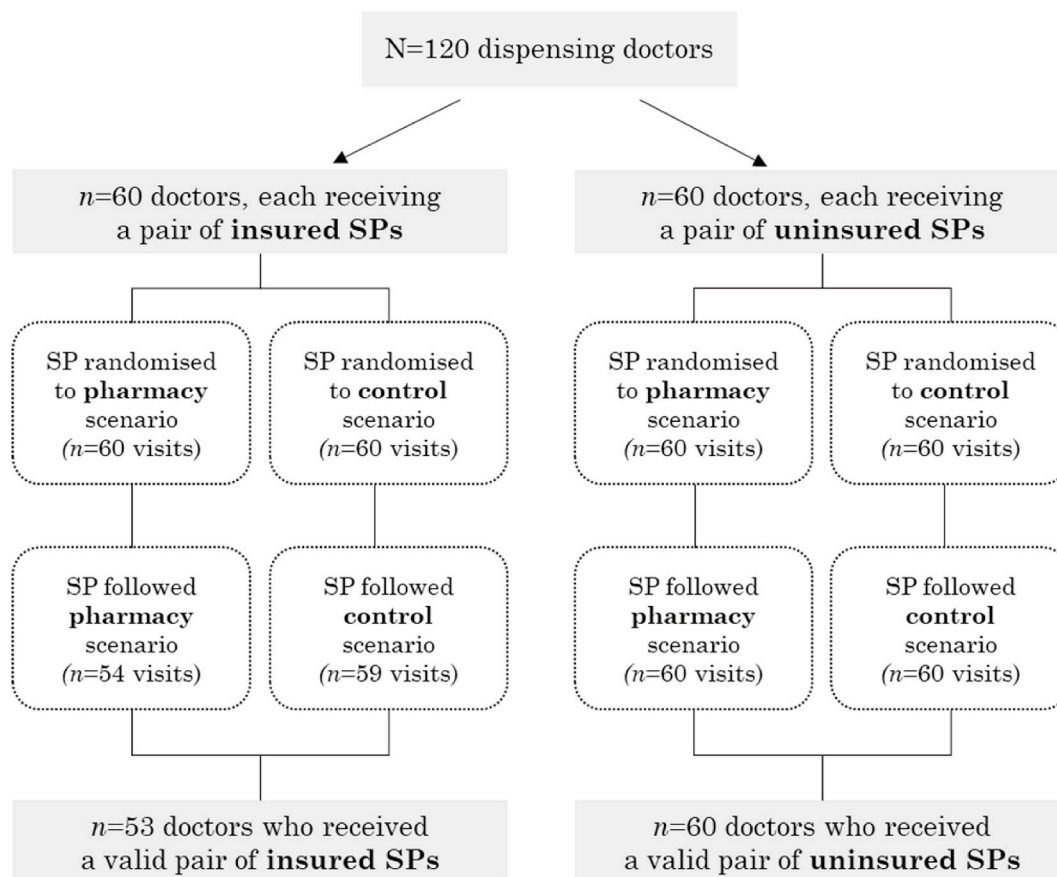 N=120 dispensing doctors
n=60 doctors, each receiving
a pair of insured SPs
n=60 doctors, each receiving
a pair of uninsured SPs
SP randomised
to pharmacy
scenario
(n=60 visits)
SP randomised
to control
scenario
(n=60 visits)
SP randomised
to pharmacy
scenario
(n=60 visits)
SP randomised
to control
scenario
(n=60 visits)
SP followed
pharmacy
scenario
(n=54 visits)
SP followed
control
scenario
(n=59 visits)
SP followed
pharmacy
scenario
(n=60 visits)
SP followed
control
scenario
(n=60 visits)
n=53 doctors who received
a valid pair of insured SPs
n=60 doctors who received
a valid pair of uninsured SPs